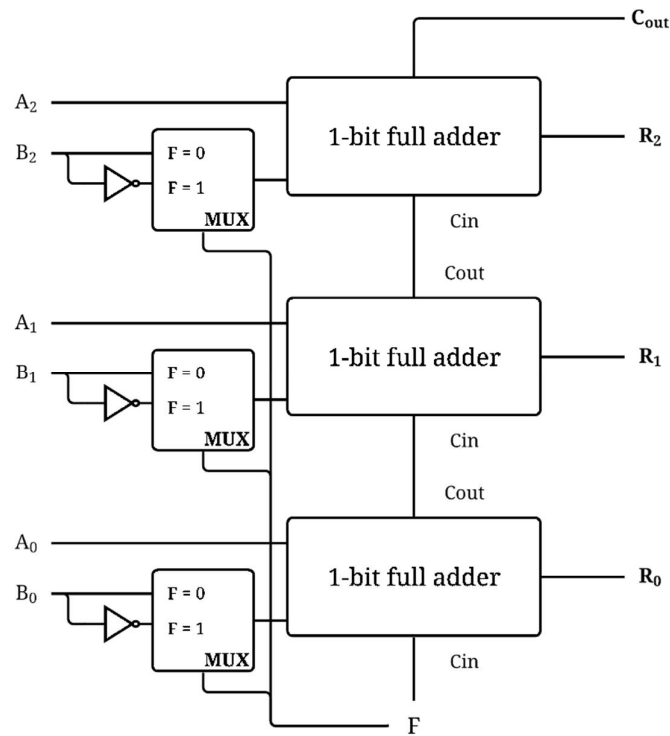 C_out
A₂
1-bit full adder
R₂
B₂
F = 0
F = 1
MUX
Cin
Cout
A₁
1-bit full adder
R₁
B₁
F = 0
F = 1
MUX
Cin
Cout
A₀
1-bit full adder
R₀
B₀
F = 0
F = 1
MUX
Cin
F